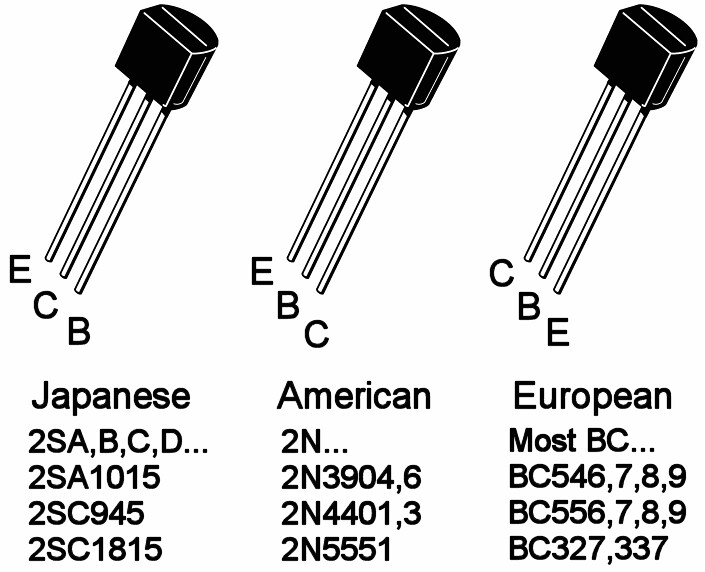 E
C
B
E
B
C
C
B
E
Japanese
2SA,B,C,D...
2SA1015
2SC945
2SC1815
American
2N...
2N3904,6
2N4401,3
2N5551
European
Most BC...
BC546,7,8,9
BC556,7,8,9
BC327,337